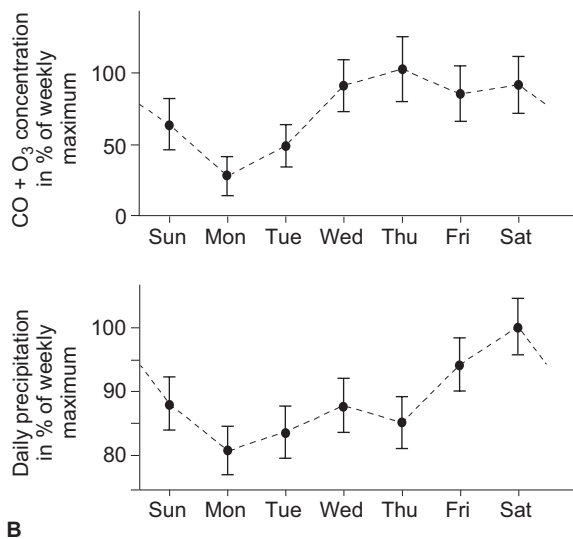 CO + O₃ concentration
in % of weekly
maximum
100
50
0
Sun Mon Tue Wed Thu Fri Sat
Daily precipitation
in % of weekly
maximum
100
90
80
Sun Mon Tue Wed Thu Fri Sat
B